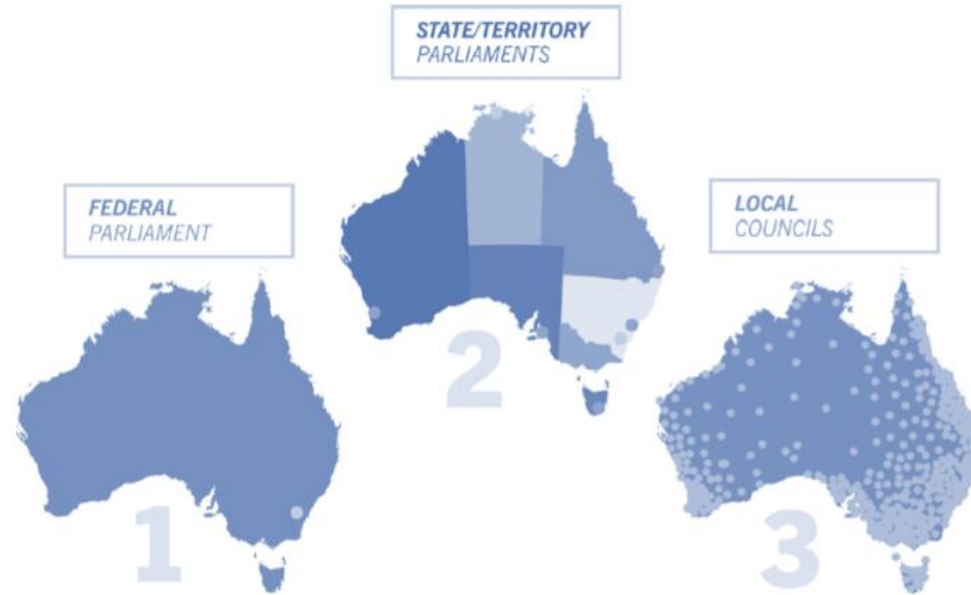 STATE/TERRITORY
PARLIAMENTS
FEDERAL
PARLIAMENT
LOCAL
COUNCILS
1
2
3